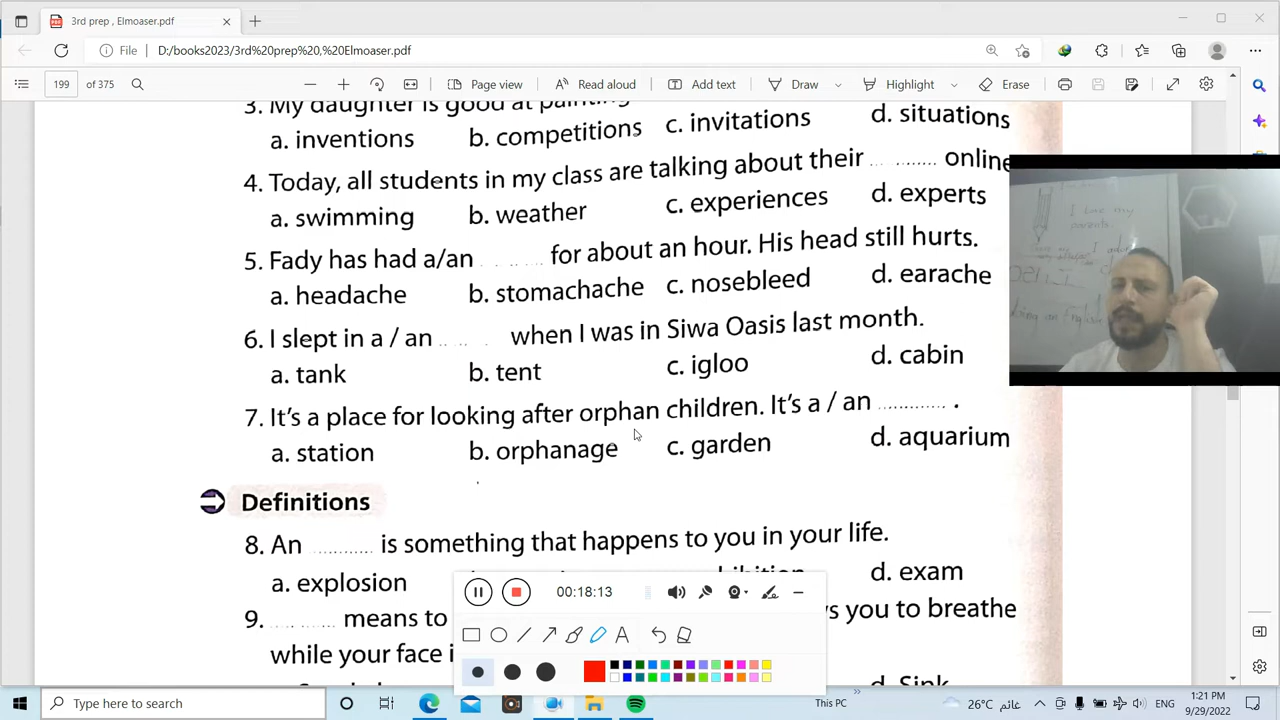 3rd prep , Elmoaser.pdf
File D:/books2023/3rd%20prep%20,%20Elmoaser.pdf
199 of 375 Page view Read aloud Add text Draw Highlight Erase
3. My daughter is good at painting
a. inventions b. competitions c. invitations d. situations
4. Today, all students in my class are talking about their .......... online
a. swimming b. weather c. experiences d. experts
5. Fady has had a/an .......... for about an hour. His head still hurts.
a. headache b. stomachache c. nosebleed d. earache
6. I slept in a / an .......... when I was in Siwa Oasis last month.
a. tank b. tent c. igloo d. cabin
7. It's a place for looking after orphan children. It's a / an .......... .
a. station b. orphanage c. garden d. aquarium
Definitions
8. An .......... is something that happens to you in your life.
a. explosion d. exam
9. .......... means to you to breathe
while your face
d. Sink
00:18:13
I love my
parents.
Type here to search This PC 26°C غائم ENG 1:21 PM
9/29/2022